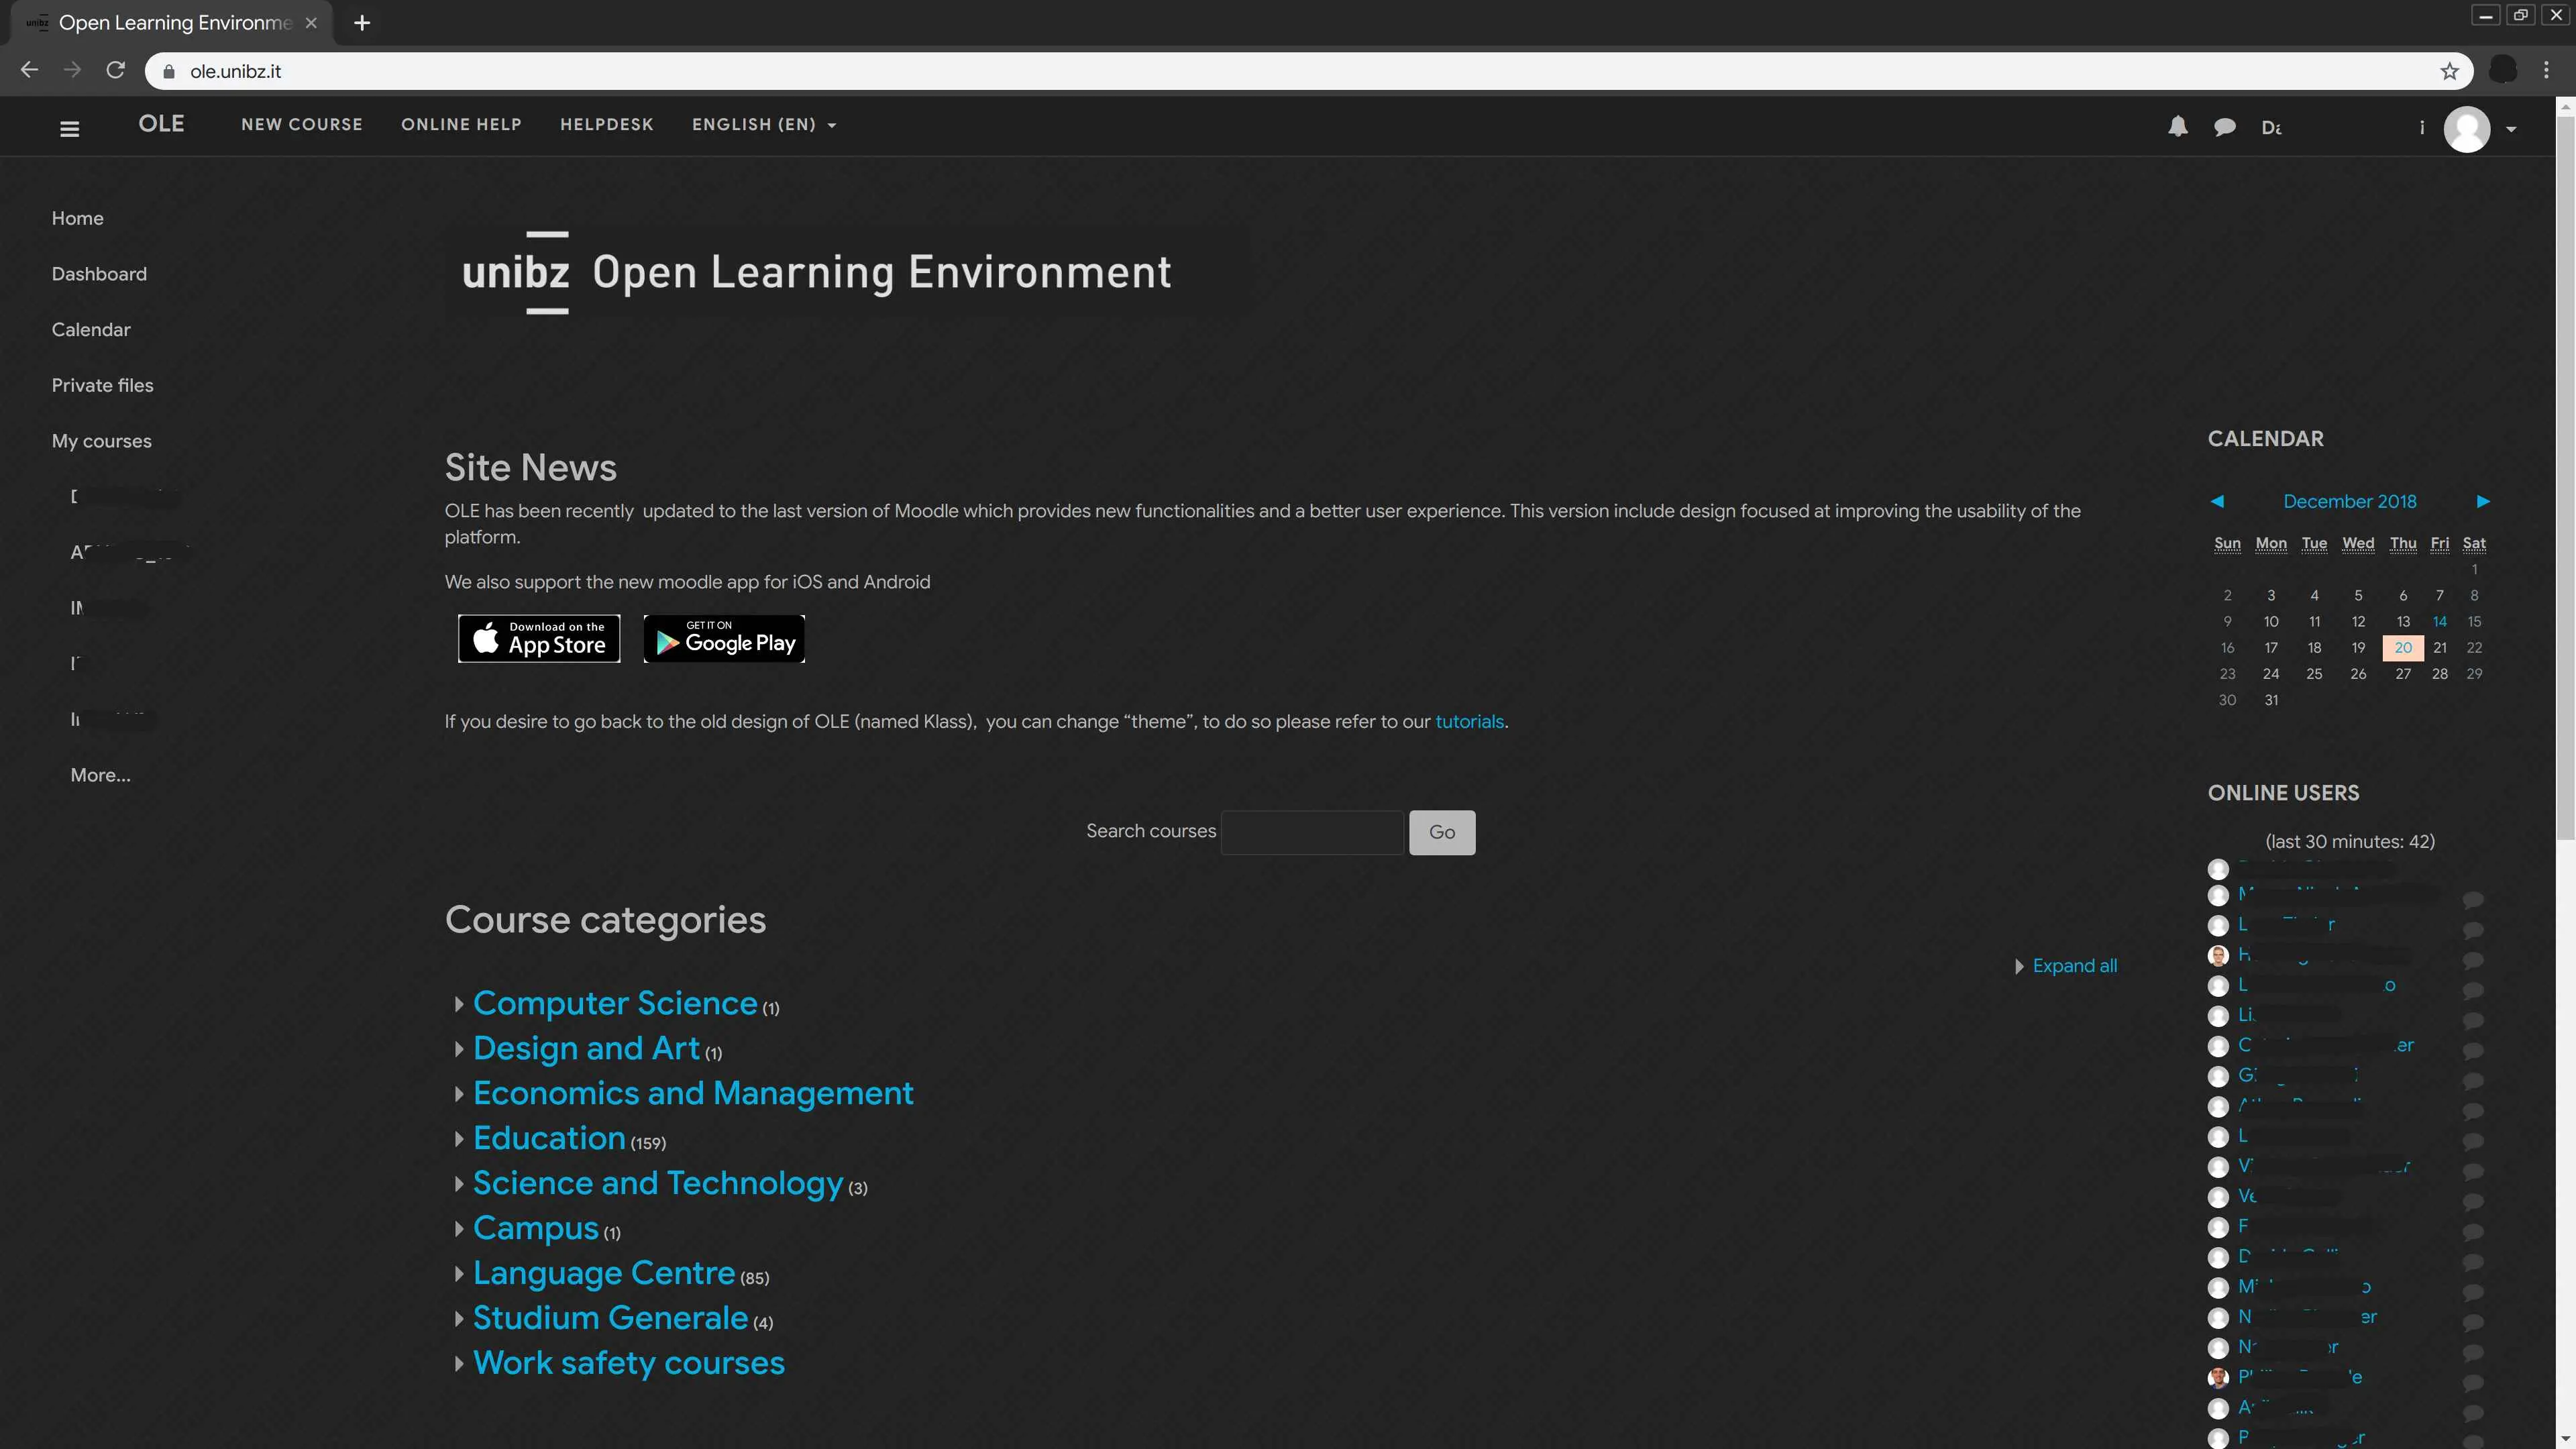 unibz Open Learning Environme
ole.unibz.it
OLE NEW COURSE ONLINE HELP HELPDESK ENGLISH (EN)
Home
Dashboard
Calendar
Private files
My courses
More...
unibz Open Learning Environment
Site News
OLE has been recently updated to the last version of Moodle which provides new functionalities and a better user experience. This version include design focused at improving the usability of the
platform.
We also support the new moodle app for iOS and Android
Download on the
App Store
GET IT ON
Google Play
If you desire to go back to the old design of OLE (named Klass), you can change “theme”, to do so please refer to our tutorials.
Search courses Go
Course categories
Expand all
Computer Science (1)
Design and Art (1)
Economics and Management
Education (159)
Science and Technology (3)
Campus (1)
Language Centre (85)
Studium Generale (4)
Work safety courses
CALENDAR
December 2018
Sun Mon Tue Wed Thu Fri Sat
1
2 3 4 5 6 7 8
9 10 11 12 13 14 15
16 17 18 19 20 21 22
23 24 25 26 27 28 29
30 31
ONLINE USERS
(last 30 minutes: 42)